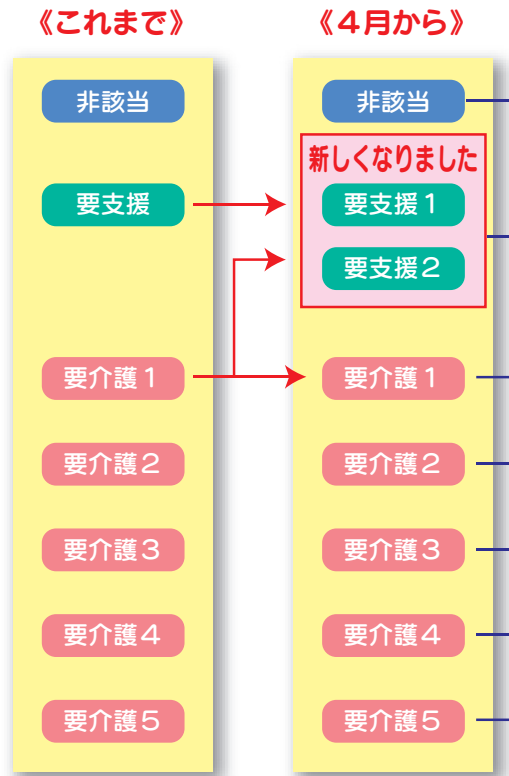 《これまで》
非該当
要支援
要介護1
要介護2
要介護3
要介護4
要介護5
《4月から》
非該当
新しくなりました
要支援1
要支援2
要介護1
要介護2
要介護3
要介護4
要介護5